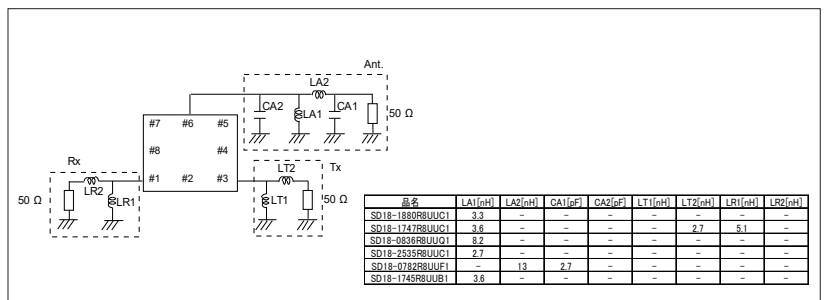 Ant.
LA2
CA2 LA1 CA1 50 Ω
#7 #6 #5
#8 #4
#1 #2 #3
Rx
LR2
50 Ω LR1
Tx
LT2
LT1 50 Ω
品名 LA1[nH] LA2[nH] CA1[pF] CA2[pF] LT1[nH] LT2[nH] LR1[nH] LR2[nH]
SD18-1880R8UUC1 3.3 - - - - - - -
SD18-1747R8UUC1 3.6 - - - - 2.7 5.1 -
SD18-0836R8UUQ1 8.2 - - - - - - -
SD18-2535R8UUC1 2.7 - - - - - - -
SD18-0782R8UUF1 - 13 2.7 - - - - -
SD18-1745R8UUB1 3.6 - - - - - - -